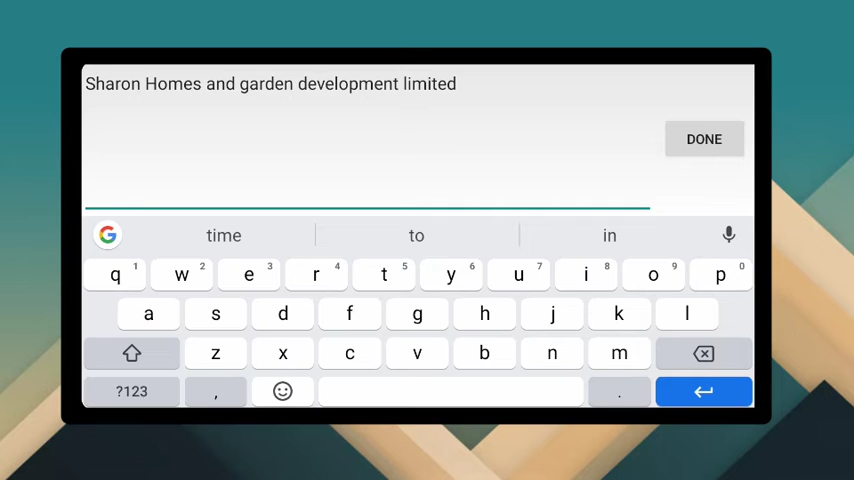 Sharon Homes and garden development limited
DONE
G time to in
q 1 w 2 e 3 r 4 t 5 y 6 u 7 i 8 o 9 p 0
a s d f g h j k l
z x c v b n m
?123 , .